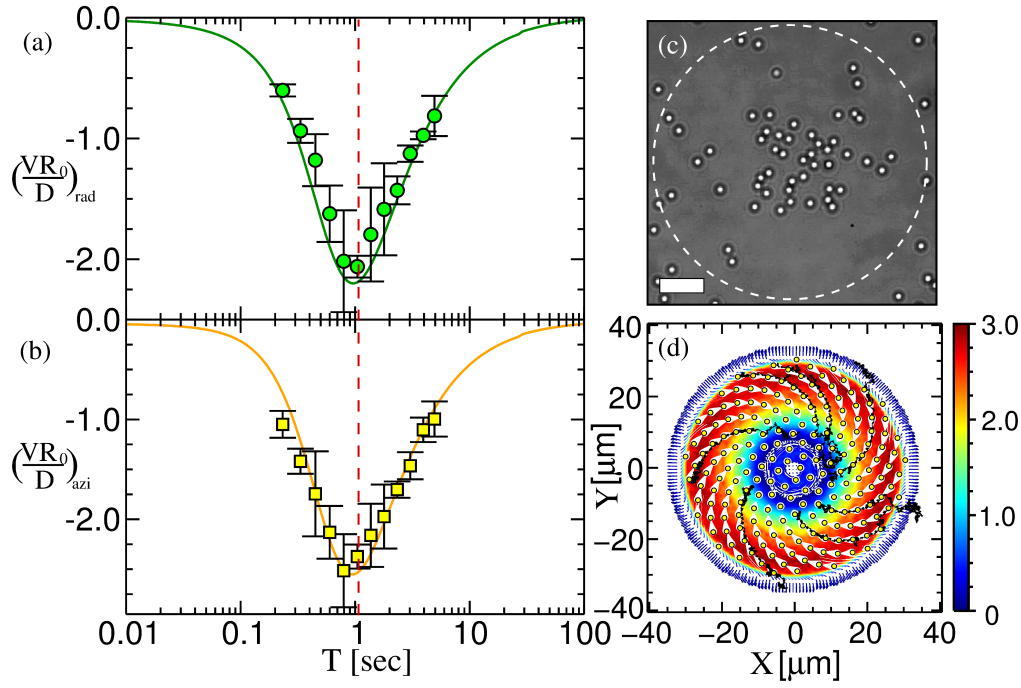 (a)
0.0
-1.0
-2.0
(VR₀/D)rad
(b)
0.0
-1.0
-2.0
(VR₀/D)azi
0.01 0.1 1 10 100
T [sec]
(c)
(d)
40
20
0
−20
−40
Y[μm]
−40 −20 0 20 40
X[μm]
3.0
2.0
1.0
0